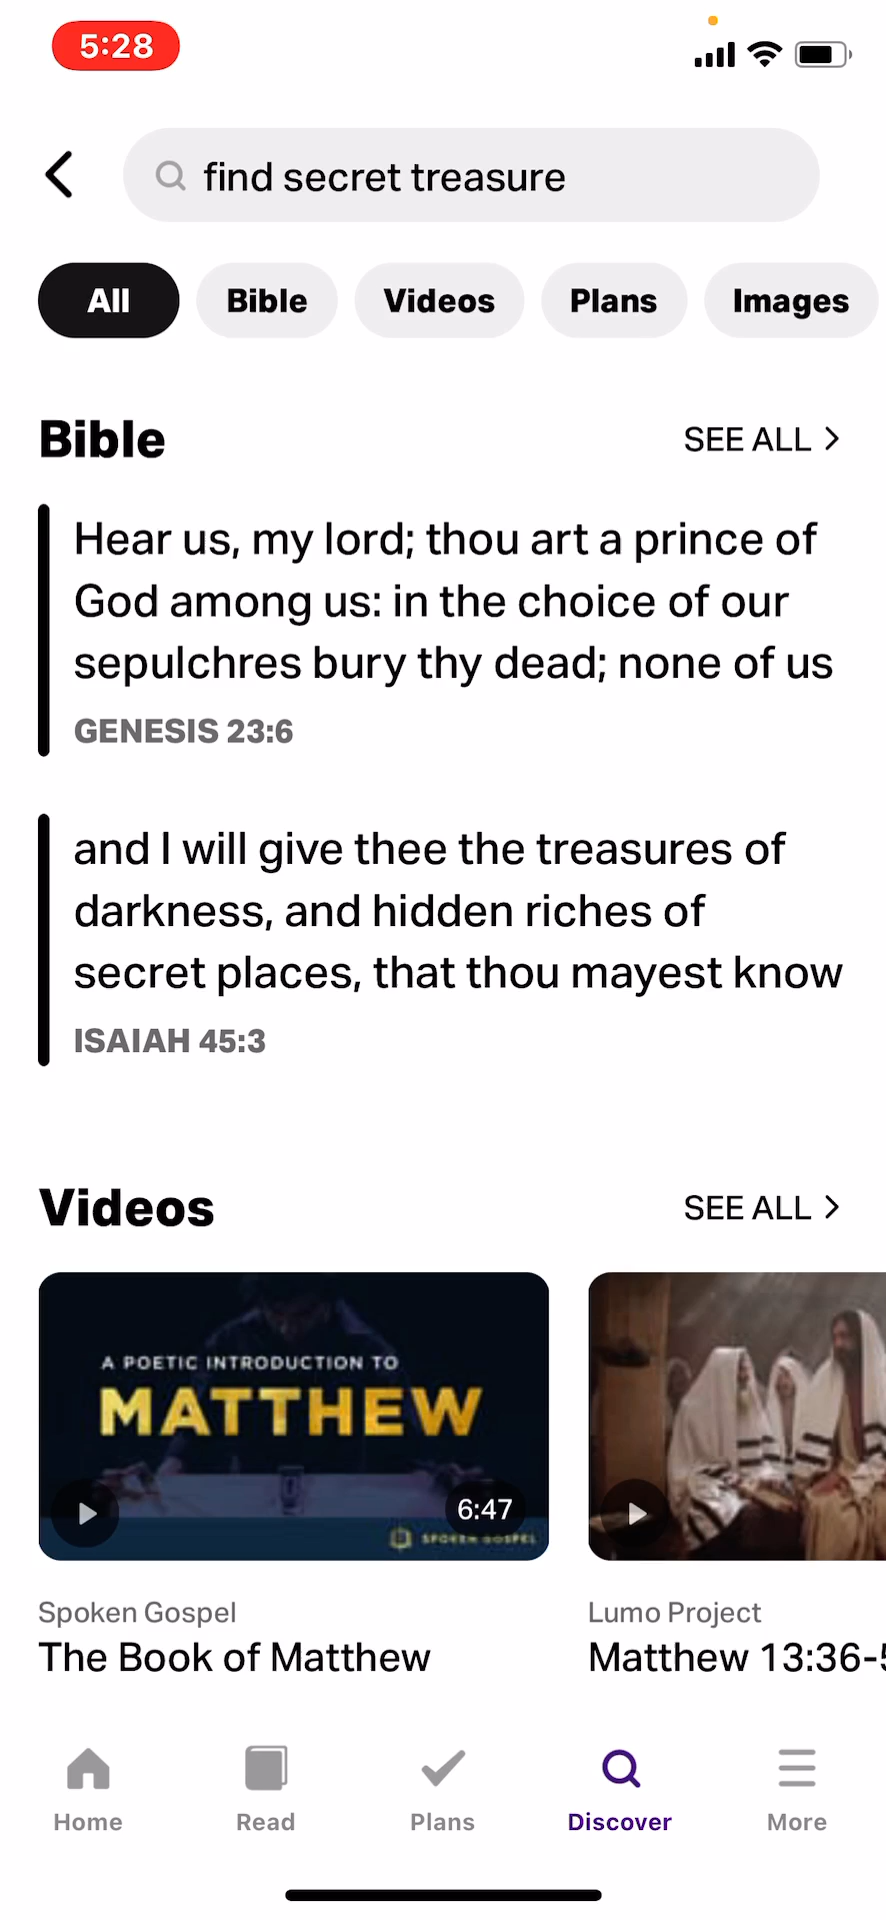 5:28
find secret treasure
All Bible Videos Plans Images
Bible SEE ALL
Hear us, my lord; thou art a prince of
God among us: in the choice of our
sepulchres bury thy dead; none of us
GENESIS 23:6
and I will give thee the treasures of
darkness, and hidden riches of
secret places, that thou mayest know
ISAIAH 45:3
Videos SEE ALL
A POETIC INTRODUCTION TO
MATTHEW
6:47
SPOKEN GOSPEL
Spoken Gospel
The Book of Matthew
Lumo Project
Matthew 13:36-5
Home Read Plans Discover More